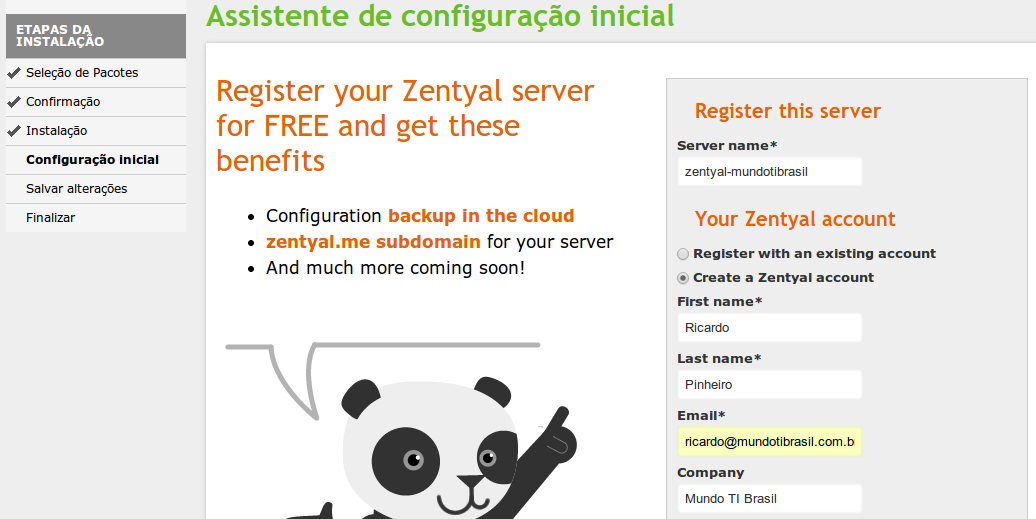 Assistente de configuração inicial
ETAPAS DA
INSTALAÇÃO
Seleção de Pacotes
Confirmação
Instalação
Configuração inicial
Salvar alterações
Finalizar
Register your Zentyal server
for FREE and get these
benefits
Configuration backup in the cloud
zentyal.me subdomain for your server
And much more coming soon!
Register this server
Server name*
zentyal-mundotibrasil
Your Zentyal account
Register with an existing account
Create a Zentyal account
First name*
Ricardo
Last name*
Pinheiro
Email*
ricardo@mundotibrasil.com.b
Company
Mundo TI Brasil